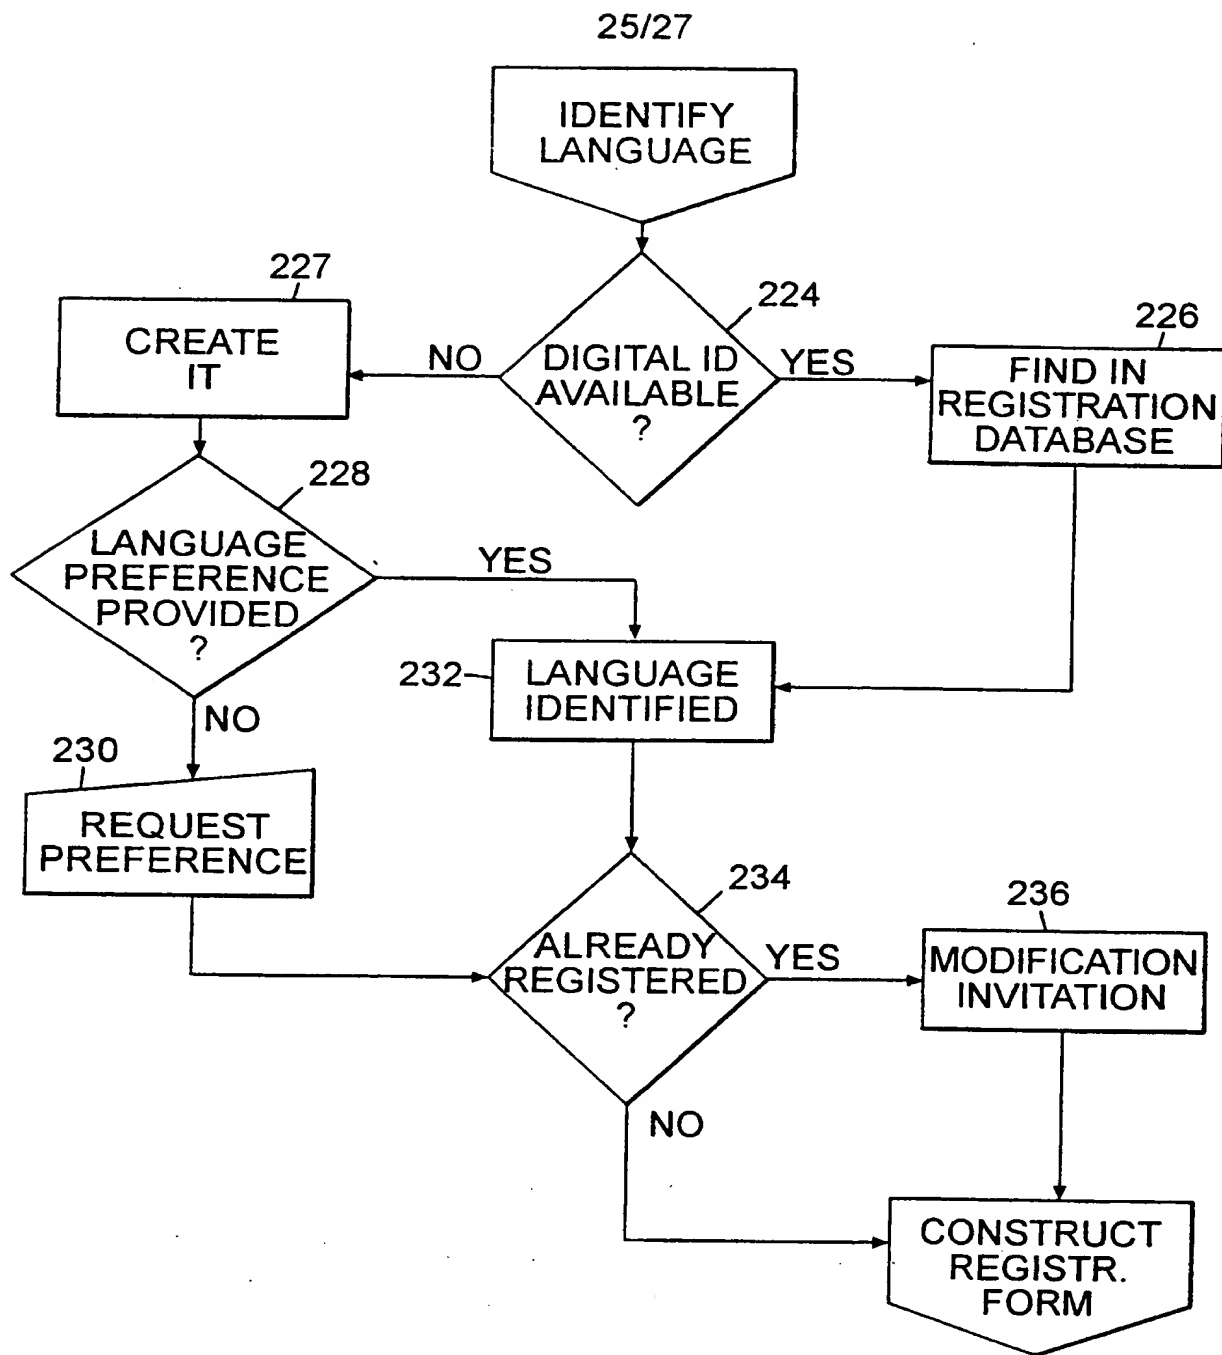 25/27
IDENTIFY
LANGUAGE
227
224
226
CREATE
IT
NO
DIGITAL ID
AVAILABLE
?
YES
FIND IN
REGISTRATION
DATABASE
228
LANGUAGE
PREFERENCE
PROVIDED
?
YES
232
LANGUAGE
IDENTIFIED
NO
230
REQUEST
PREFERENCE
234
ALREADY
REGISTERED
?
YES
236
MODIFICATION
INVITATION
NO
CONSTRUCT
REGISTR.
FORM